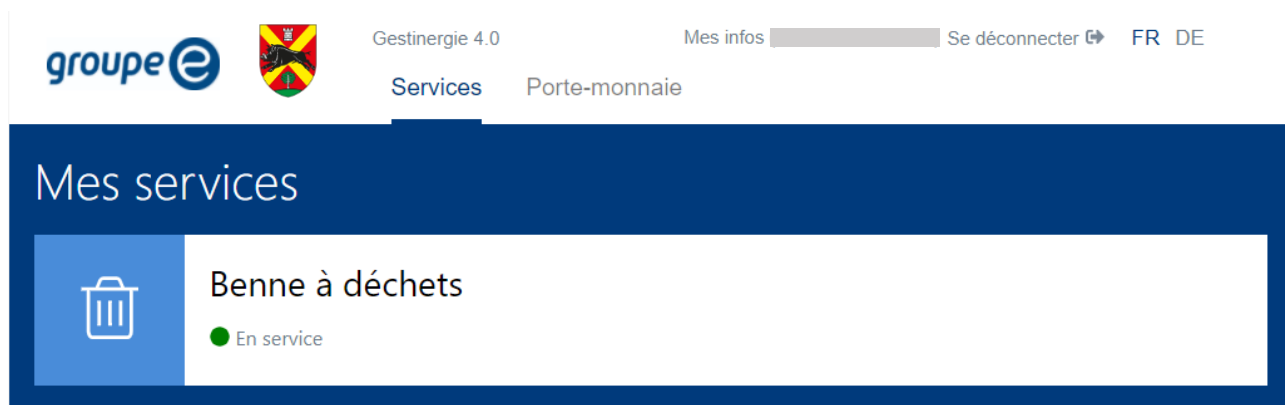 groupe e
Gestinergie 4.0
Mes infos
Se déconnecter
FR DE
Services
Porte-monnaie
Mes services
Benne à déchets
En service